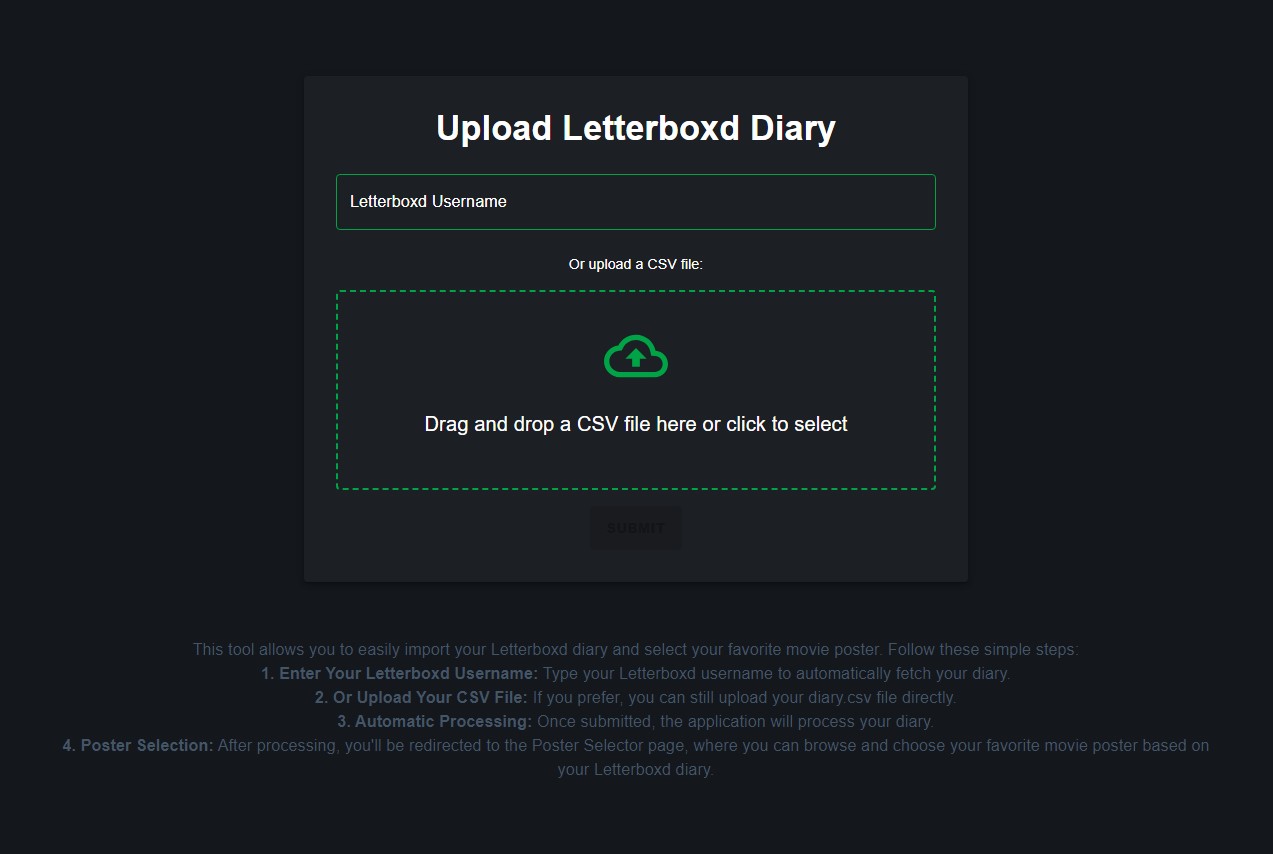 Upload Letterboxd Diary
Letterboxd Username
Or upload a CSV file:
Drag and drop a CSV file here or click to select
SUBMIT
This tool allows you to easily import your Letterboxd diary and select your favorite movie poster. Follow these simple steps:
1. Enter Your Letterboxd Username: Type your Letterboxd username to automatically fetch your diary.
2. Or Upload Your CSV File: If you prefer, you can still upload your diary.csv file directly.
3. Automatic Processing: Once submitted, the application will process your diary.
4. Poster Selection: After processing, you'll be redirected to the Poster Selector page, where you can browse and choose your favorite movie poster based on
your Letterboxd diary.